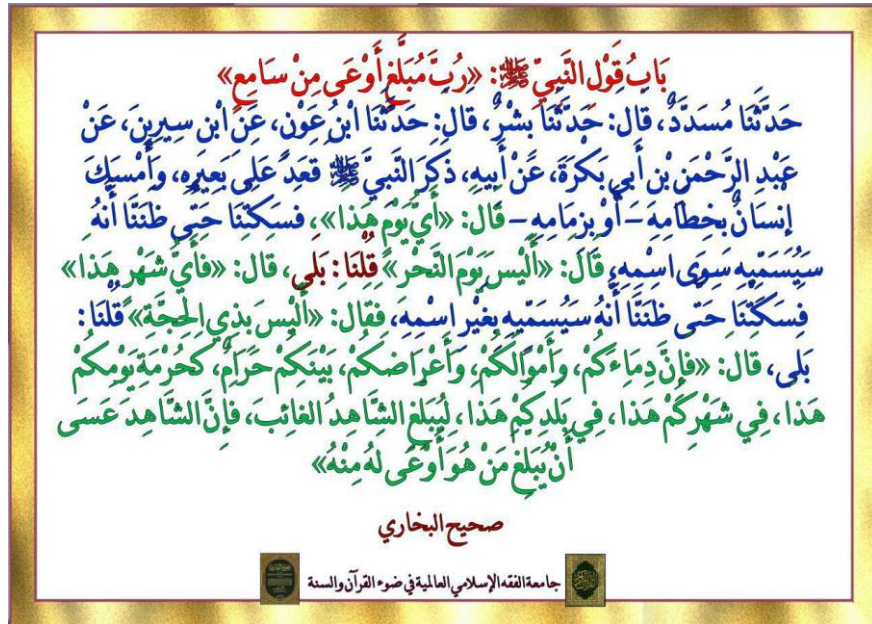 بَابُ قَوْلِ النَّبِيِّ ﷺ: «رُبَّ مُبَلَّغٍ أَوْعَى مِنْ سَامِعٍ»
حَدَّثَنَا مُسَدَّدٌ، قَالَ: حَدَّثَنَا بِشْرٌ، قَالَ: حَدَّثَنَا ابْنُ عَوْنٍ، عَنْ ابْنِ سِيرِينَ، عَنْ
عَبْدِ الرَّحْمَنِ بْنِ أَبِي بَكْرَةَ، عَنْ أَبِيهِ، ذَكَرَ النَّبِيَّ ﷺ قَعَدَ عَلَى بَعِيرِهِ، وَأَمْسَكَ
إِنْسَانٌ بِخِطَامِهِ - أَوْ بِزِمَامِهِ - قَالَ: «أَيُّ يَوْمٍ هَذَا»، فَسَكَتْنَا حَتَّى ظَنَنَّا أَنَّهُ
سَيُسَمِّيهِ سِوَى اسْمِهِ، قَالَ: «أَلَيْسَ يَوْمَ النَّحْرِ» قُلْنَا: بَلَى، قَالَ: «فَأَيُّ شَهْرٍ هَذَا»
فَسَكَتْنَا حَتَّى ظَنَنَّا أَنَّهُ سَيُسَمِّيهِ بِغَيْرِ اسْمِهِ، فَقَالَ: «أَلَيْسَ بِذِي الحِجَّةِ» قُلْنَا:
بَلَى، قَالَ: «فَإِنَّ دِمَاءَكُمْ، وَأَمْوَالَكُمْ، وَأَعْرَاضَكُمْ، بَيْنَكُمْ حَرَامٌ، كَحُرْمَةِ يَوْمِكُمْ
هَذَا، فِي شَهْرِكُمْ هَذَا، فِي بَلَدِكُمْ هَذَا، لِيُبَلِّغِ الشَّاهِدُ الغَائِبَ، فَإِنَّ الشَّاهِدَ عَسَى
أَنْ يُبَلِّغَ مَنْ هُوَ أَوْعَى لَهُ مِنْهُ»
صحيح البخاري
جامعة الفقه الإسلامي العالمية في ضوء القرآن والسنة